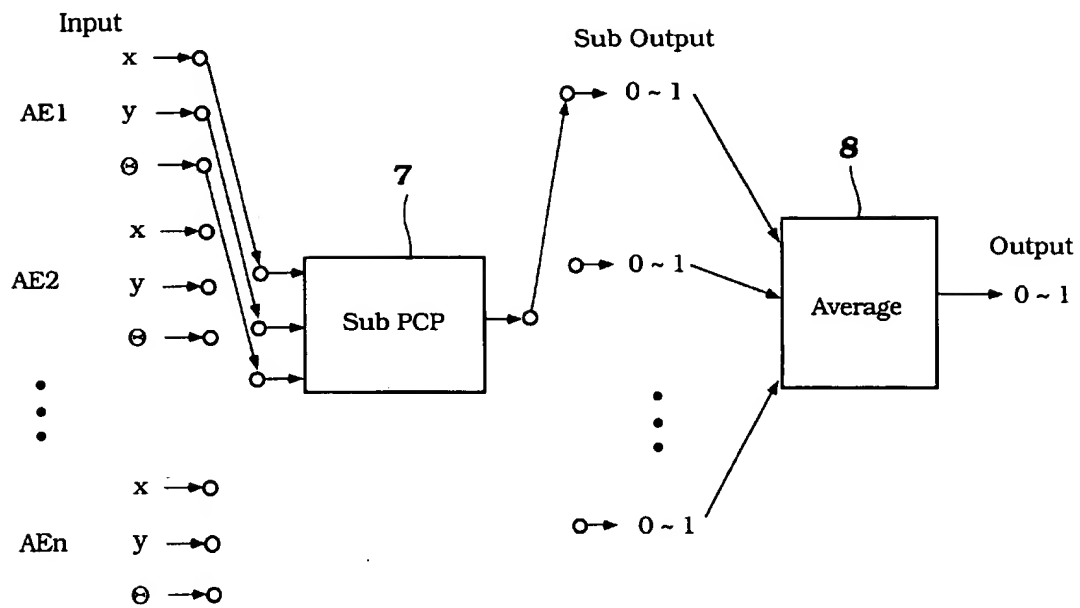 Input
x
AE1
y
Θ
x
AE2
y
Θ
x
AEn
y
Θ
7
Sub PCP
Sub Output
0 ~ 1
0 ~ 1
0 ~ 1
8
Average
Output
0 ~ 1